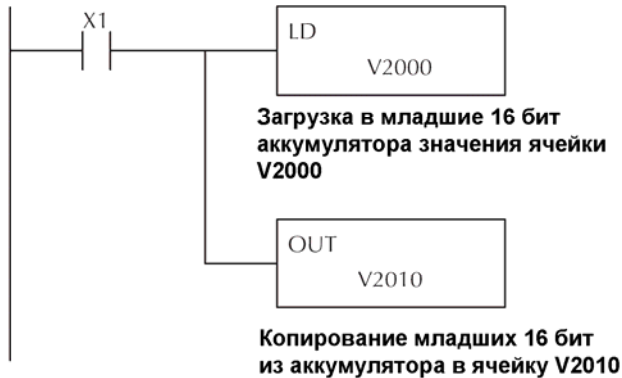 X1
LD
V2000
Загрузка в младшие 16 бит
аккумулятора значения ячейки
V2000
OUT
V2010
Копирование младших 16 бит
из аккумулятора в ячейку V2010